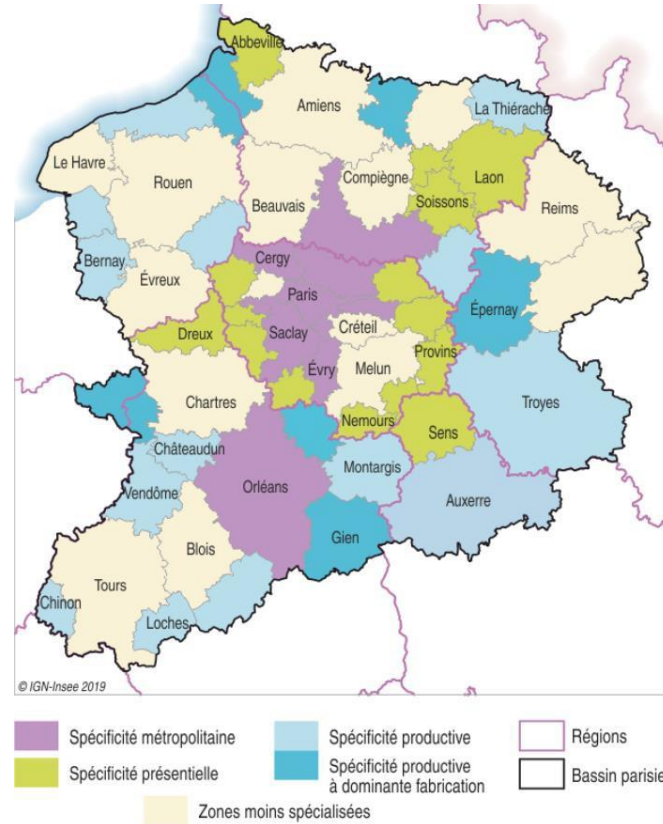 Abbeville
Amiens
La Thiérache
Le Havre
Rouen
Beauvais
Compiègne
Soissons
Laon
Reims
Bernay
Évreux
Cergy
Paris
Épernay
Dreux
Saclay
Créteil
Évry
Melun
Provins
Chartres
Nemours
Sens
Troyes
Châteaudun
Vendôme
Orléans
Montargis
Auxerre
Blois
Gien
Tours
Chinon
Loches
© IGN-Insee 2019
Spécificité métropolitaine
Spécificité productive
Régions
Spécificité présentielle
Spécificité productive
à dominante fabrication
Bassin parisie
Zones moins spécialisées